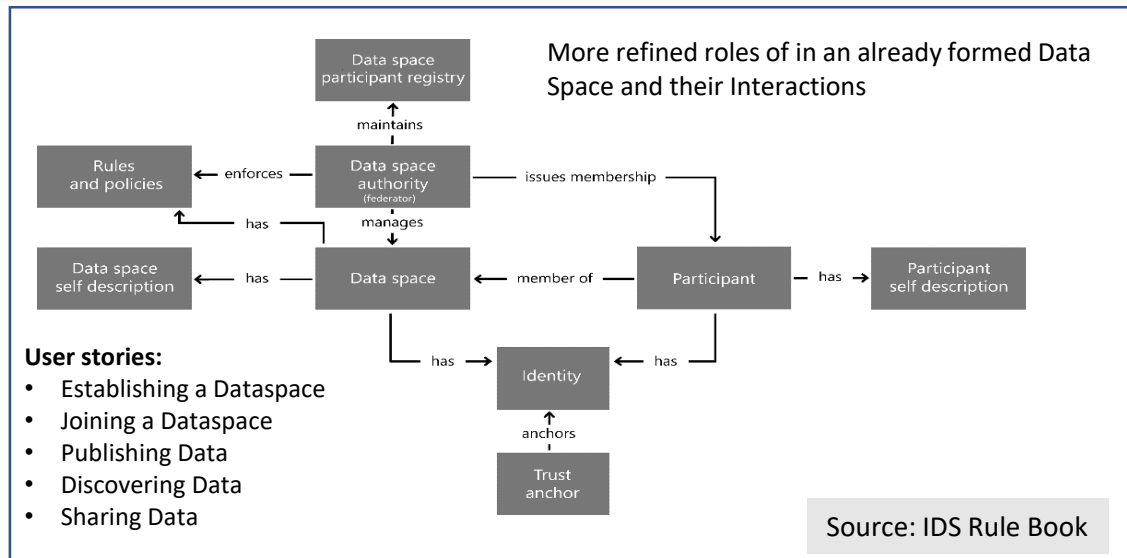 More refined roles of in an already formed Data
Space and their Interactions
Data space
participant registry
maintains
Rules
and policies
enforces
Data space
authority
(federator)
issues membership
has
manages
Data space
self description
has
Data space
member of
Participant
has
Participant
self description
has
Identity
has
anchors
Trust
anchor
User stories:
• Establishing a Dataspace
• Joining a Dataspace
• Publishing Data
• Discovering Data
• Sharing Data
Source: IDS Rule Book